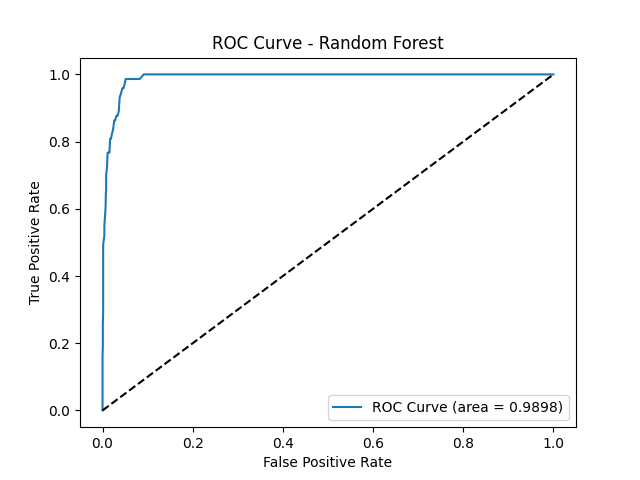 ROC Curve - Random Forest
1.0
0.8
0.6
0.4
0.2
0.0
True Positive Rate
ROC Curve (area = 0.9898)
0.0 0.2 0.4 0.6 0.8 1.0
False Positive Rate